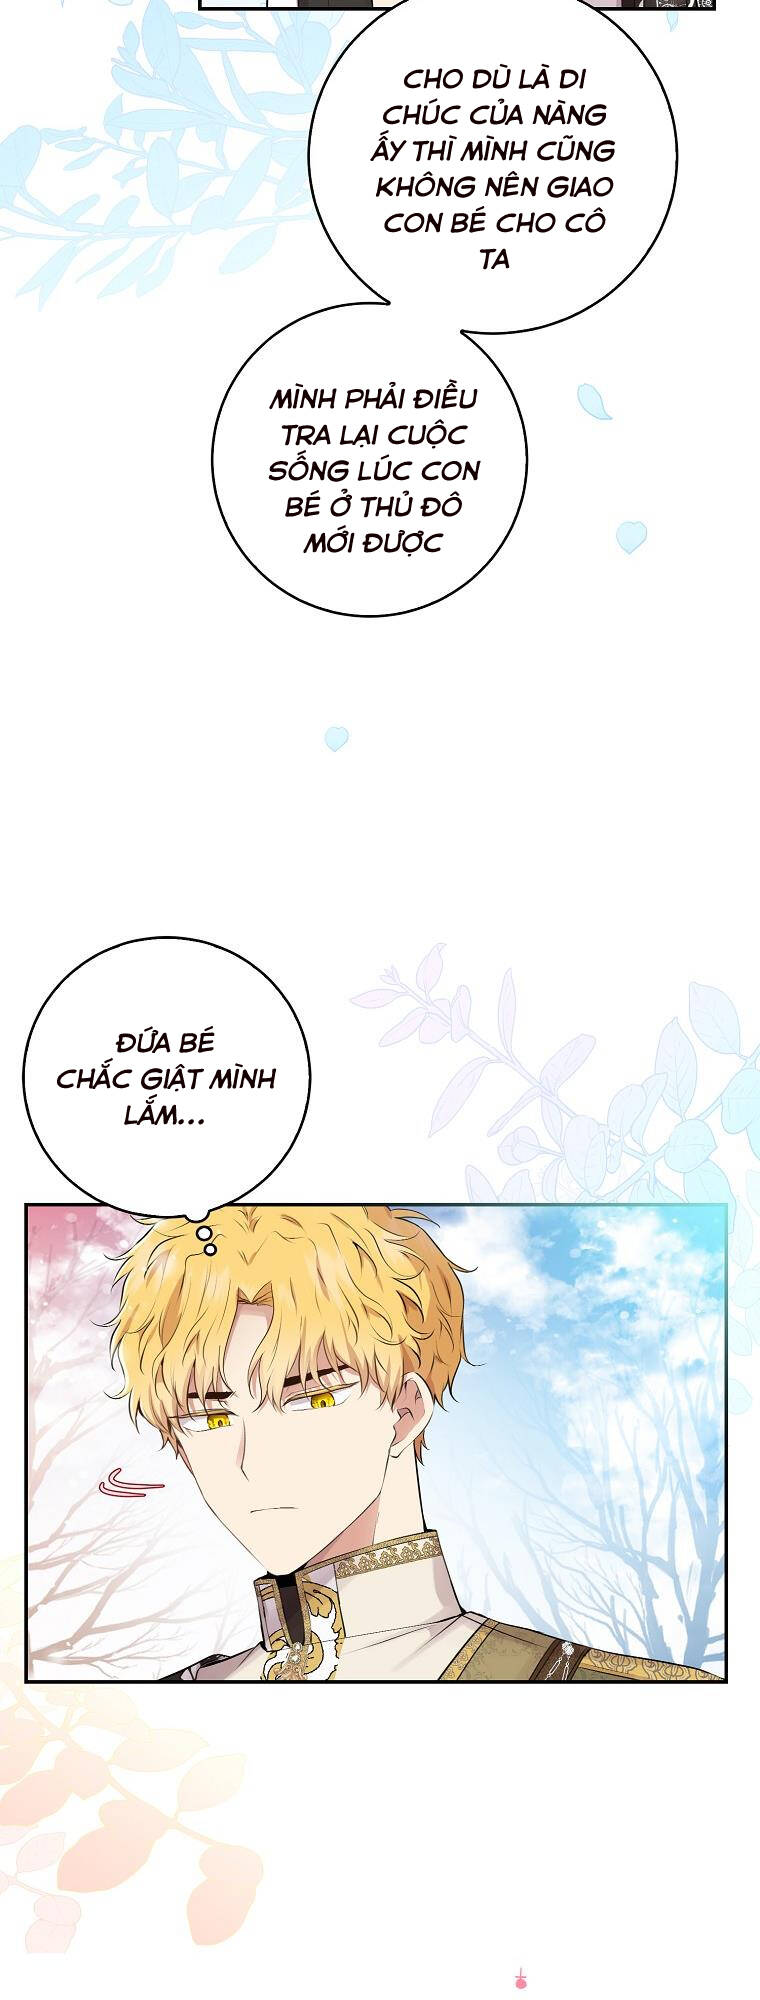 CHO DÙ LÀ DI
CHÚC CỦA NÀNG
ẤY THÌ MÌNH CŨNG
KHÔNG NÊN GIAO
CON BÉ CHO CÔ
TA
MÌNH PHẢI ĐIỀU
TRA LẠI CUỘC
SỐNG LÚC CON
BÉ Ở THỦ ĐÔ
MỚI ĐƯỢC
ĐỨA BÉ
CHẮC GIẬT MÌNH
LẮM...